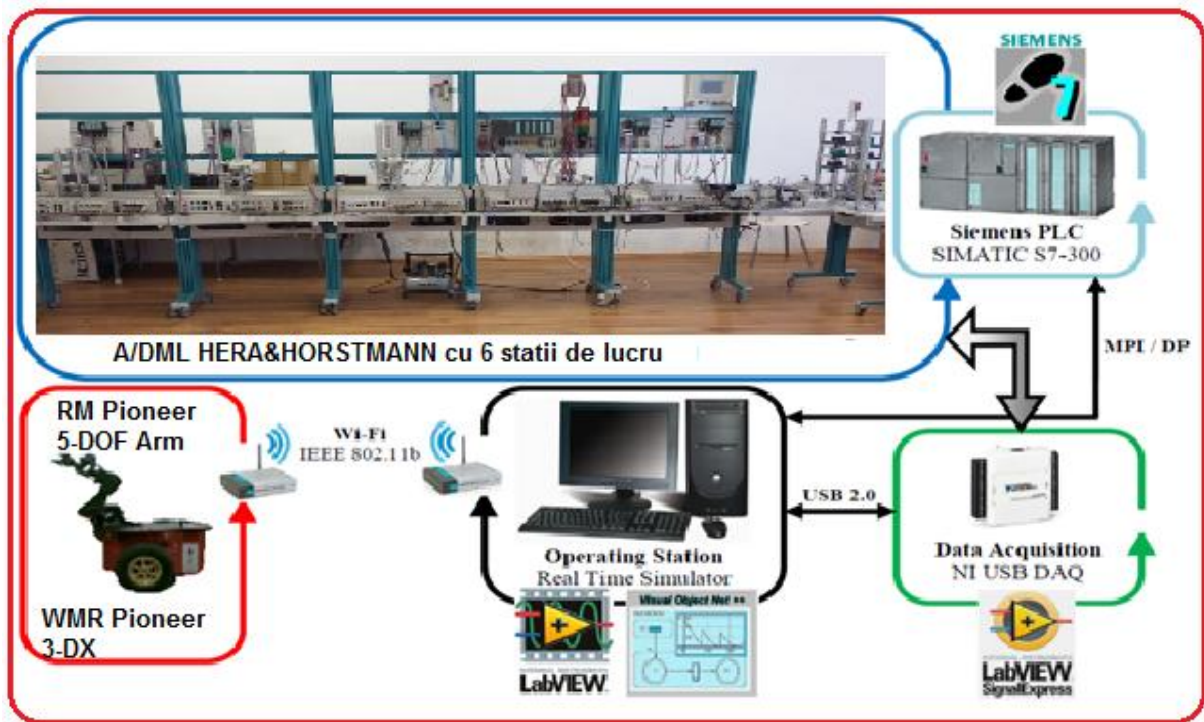 SIEMENS
7
Siemens PLC
SIMATIC S7-300
A/DML HERA&HORSTMANN cu 6 statii de lucru
MPI / DP
RM Pioneer
5-DOF Arm
Wi-Fi
IEEE 802.11b
USB 2.0
Operating Station
Real Time Simulator
Data Acquisition
NI USB DAQ
WMR Pioneer
3-DX
Visual Object Net ++
LabVIEW
LabVIEW
SignalExpress